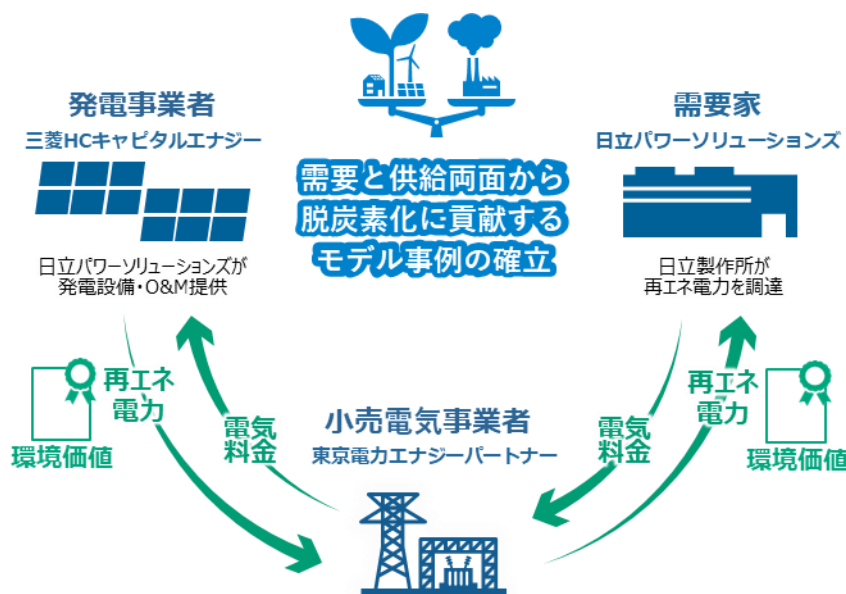 発電事業者
三菱HCキャピタルエナジー
日立パワーソリューションズが
発電設備・O&M提供
需要と供給両面から
脱炭素化に貢献する
モデル事例の確立
需要家
日立パワーソリューションズ
日立製作所が
再エネ電力を調達
再エネ
電力
環境価値
電気
料金
小売電気事業者
東京電力エナジーパートナー
電気
料金
再エネ
電力
環境価値